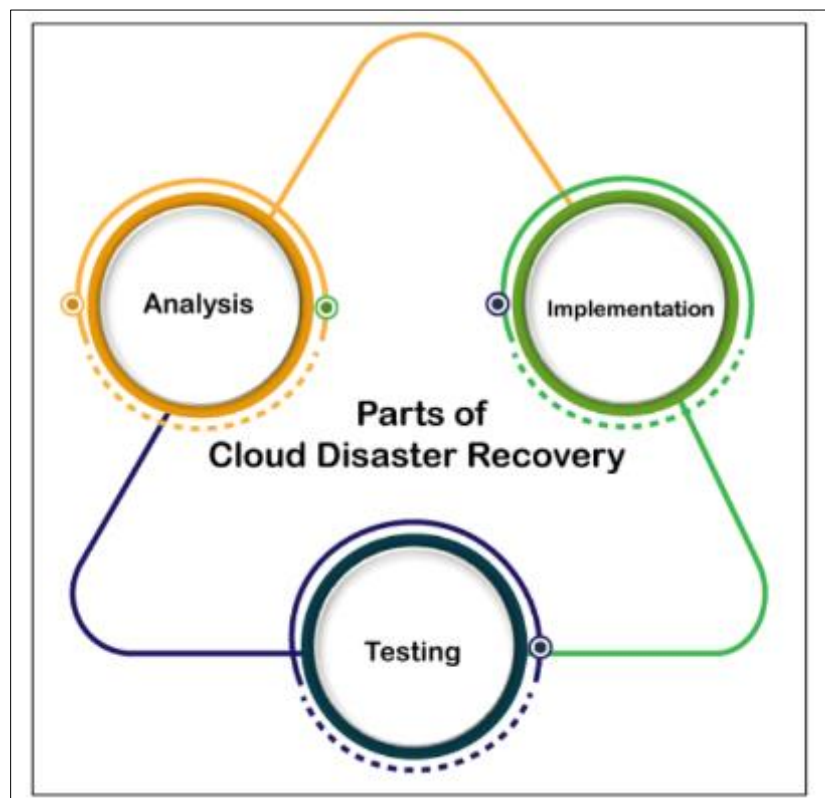 Analysis
Implementation
Parts of
Cloud Disaster Recovery
Testing